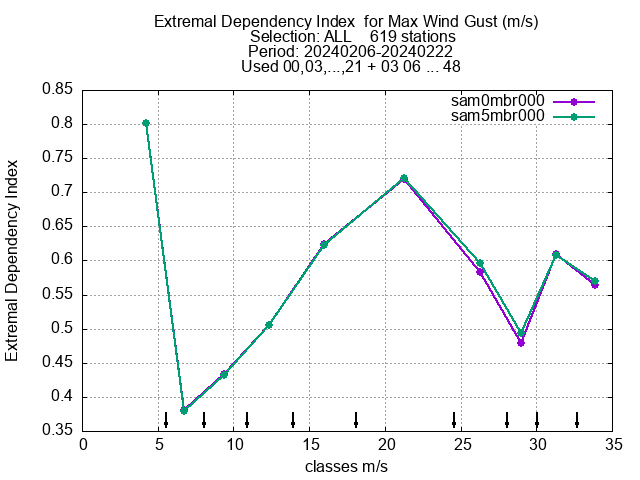 Extremal Dependency Index  for Max Wind Gust (m/s)
Selection: ALL    619 stations
Period: 20240206-20240222
Used 00,03,...,21 + 03 06 ... 48
sam0mbr000
sam5mbr000
0.85
0.8
0.75
0.7
0.65
0.6
0.55
0.5
0.45
0.4
0.35
Extremal Dependency Index
0 5 10 15 20 25 30 35
classes m/s